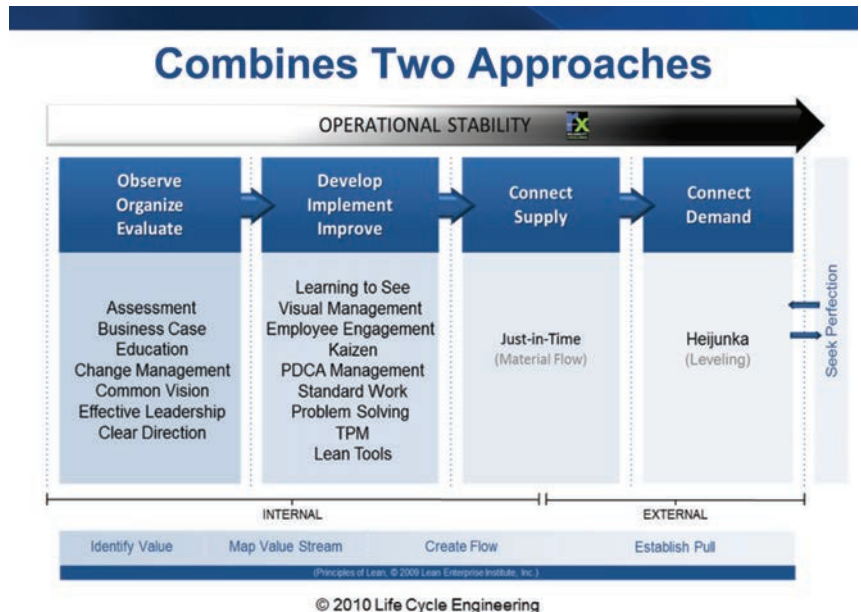 Combines Two Approaches
OPERATIONAL STABILITY
Observe
Organize
Evaluate
Develop
Implement
Improve
Connect
Supply
Connect
Demand
Assessment
Business Case
Education
Change Management
Common Vision
Effective Leadership
Clear Direction
Learning to See
Visual Management
Employee Engagement
Kaizen
PDCA Management
Standard Work
Problem Solving
TPM
Lean Tools
Just-in-Time
(Material Flow)
Heijunka
(Leveling)
Seek Perfection
INTERNAL
EXTERNAL
Identify Value
Map Value Stream
Create Flow
Establish Pull
(Principles of Lean, © 2009 Lean Enterprise Institute, Inc.)
© 2010 Life Cycle Engineering